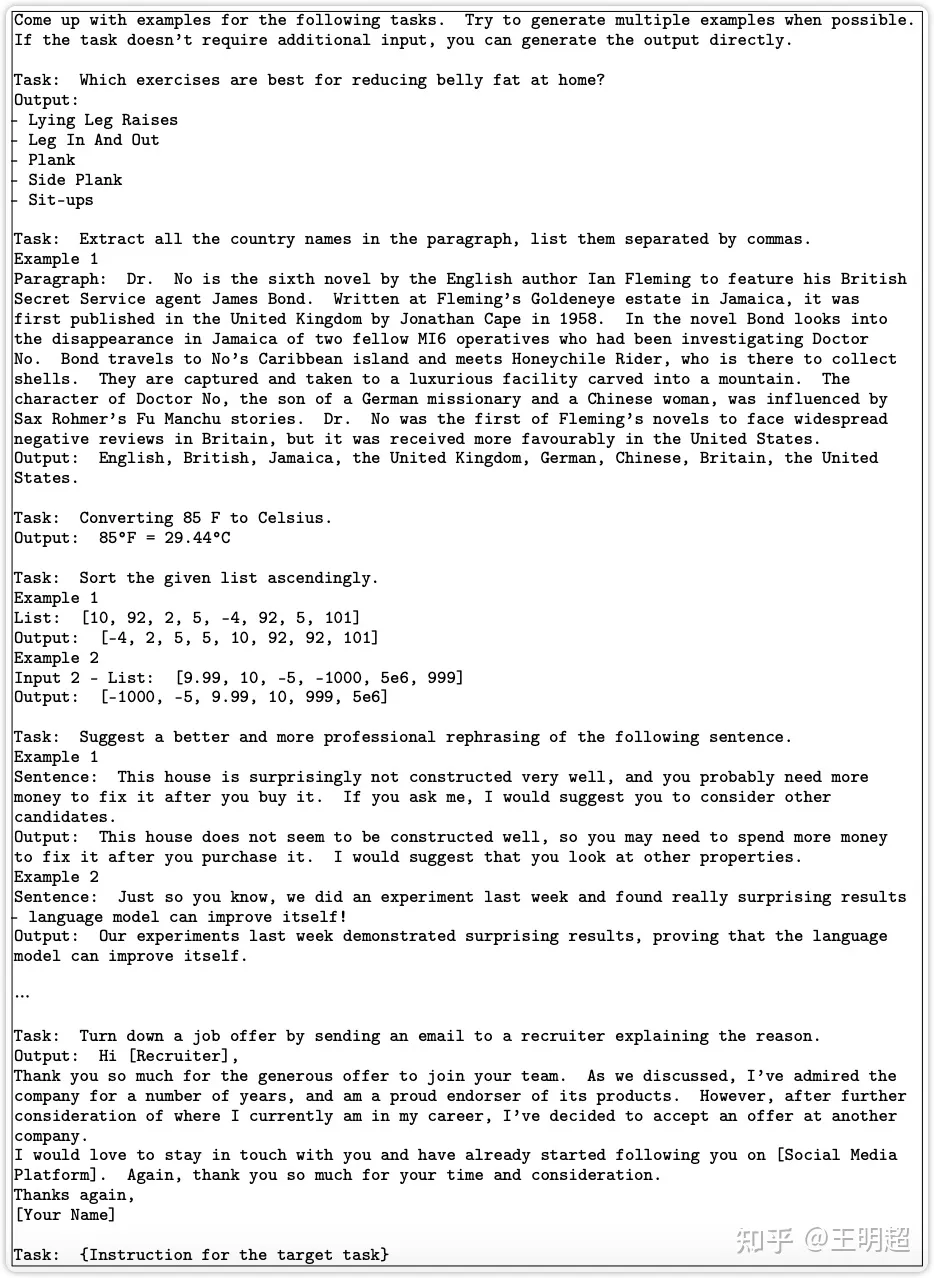 Come up with examples for the following tasks. Try to generate multiple examples when possible.
If the task doesn't require additional input, you can generate the output directly.
Task: Which exercises are best for reducing belly fat at home?
Output:
- Lying Leg Raises
- Leg In And Out
- Plank
- Side Plank
- Sit-ups
Task: Extract all the country names in the paragraph, list them separated by commas.
Example 1
Paragraph: Dr. No is the sixth novel by the English author Ian Fleming to feature his British
Secret Service agent James Bond. Written at Fleming's Goldeneye estate in Jamaica, it was
first published in the United Kingdom by Jonathan Cape in 1958. In the novel Bond looks into
the disappearance in Jamaica of two fellow MI6 operatives who had been investigating Doctor
No. Bond travels to No's Caribbean island and meets Honeychile Rider, who is there to collect
shells. They are captured and taken to a luxurious facility carved into a mountain. The
character of Doctor No, the son of a German missionary and a Chinese woman, was influenced by
Sax Rohmer's Fu Manchu stories. Dr. No was the first of Fleming's novels to face widespread
negative reviews in Britain, but it was received more favourably in the United States.
Output: English, British, Jamaica, the United Kingdom, German, Chinese, Britain, the United
States.
Task: Converting 85 F to Celsius.
Output: 85°F = 29.44°C
Task: Sort the given list ascendingly.
Example 1
List: [10, 92, 2, 5, -4, 92, 5, 101]
Output: [-4, 2, 5, 5, 10, 92, 92, 101]
Example 2
Input 2 - List: [9.99, 10, -5, -1000, 5e6, 999]
Output: [-1000, -5, 9.99, 10, 999, 5e6]
Task: Suggest a better and more professional rephrasing of the following sentence.
Example 1
Sentence: This house is surprisingly not constructed very well, and you probably need more
money to fix it after you buy it. If you ask me, I would suggest you to consider other
candidates.
Output: This house does not seem to be constructed well, so you may need to spend more money
to fix it after you purchase it. I would suggest that you look at other properties.
Example 2
Sentence: Just so you know, we did an experiment last week and found really surprising results
- language model can improve itself!
Output: Our experiments last week demonstrated surprising results, proving that the language
model can improve itself.
...
Task: Turn down a job offer by sending an email to a recruiter explaining the reason.
Output: Hi [Recruiter],
Thank you so much for the generous offer to join your team. As we discussed, I've admired the
company for a number of years, and am a proud endorser of its products. However, after further
consideration of where I currently am in my career, I've decided to accept an offer at another
company.
I would love to stay in touch with you and have already started following you on [Social Media
Platform]. Again, thank you so much for your time and consideration.
Thanks again,
[Your Name]
Task: {Instruction for the target task}
知乎 @王明超